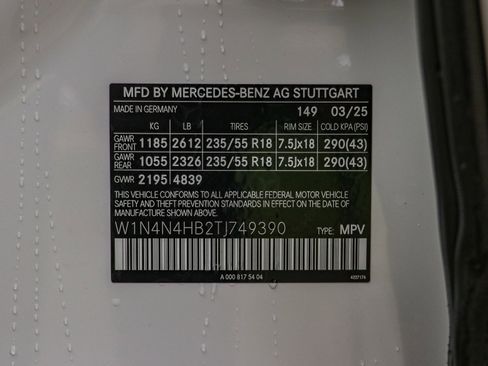 MFD BY MERCEDES-BENZ AG STUTTGART
MADE IN GERMANY 149 03/25
KG LB TIRES RIM SIZE COLD KPA(PSI)
GAWR FRONT 1185 2612 235/55 R18 7.5Jx18 290(43)
GAWR REAR 1055 2326 235/55 R18 7.5Jx18 290(43)
GVWR 2195 4839
THIS VEHICLE CONFORMS TO ALL APPLICABLE FEDERAL MOTOR VEHICLE
SAFETY AND THEFT PREVENTION STANDARDS IN EFFECT ON THE DATE OF
MANUFACTURE SHOWN ABOVE.
W1N4N4HB2TJ749390 TYPE: MPV
A 000 817 54 04